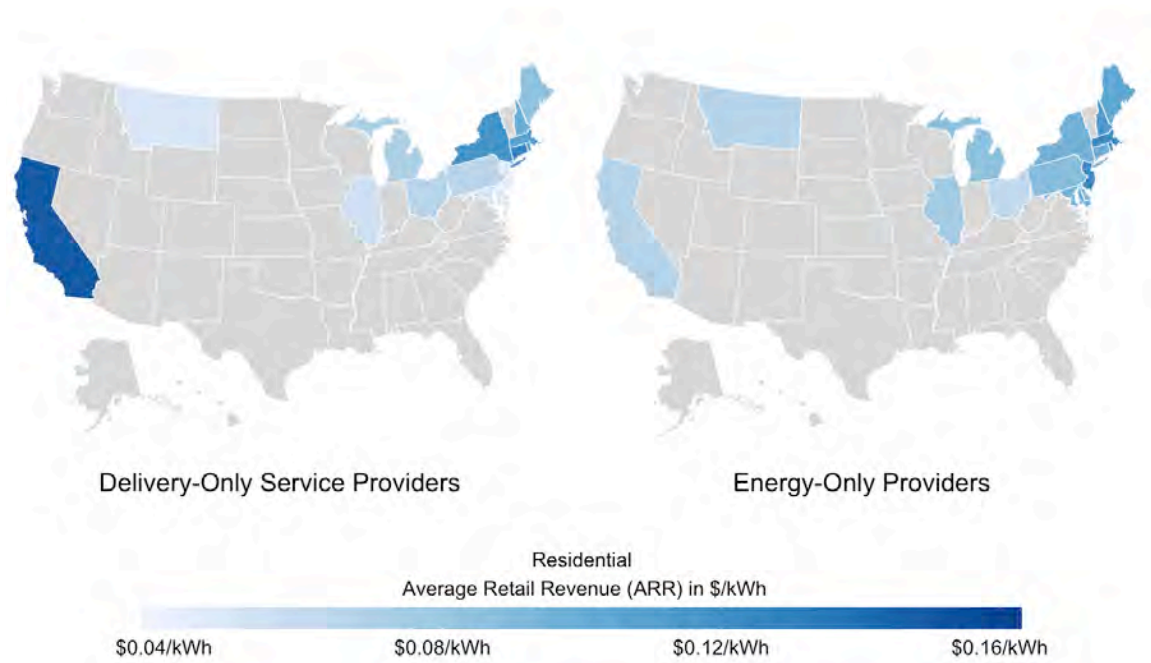 Delivery-Only Service Providers
Energy-Only Providers
Residential
Average Retail Revenue (ARR) in $/kWh
$0.04/kWh
$0.08/kWh
$0.12/kWh
$0.16/kWh